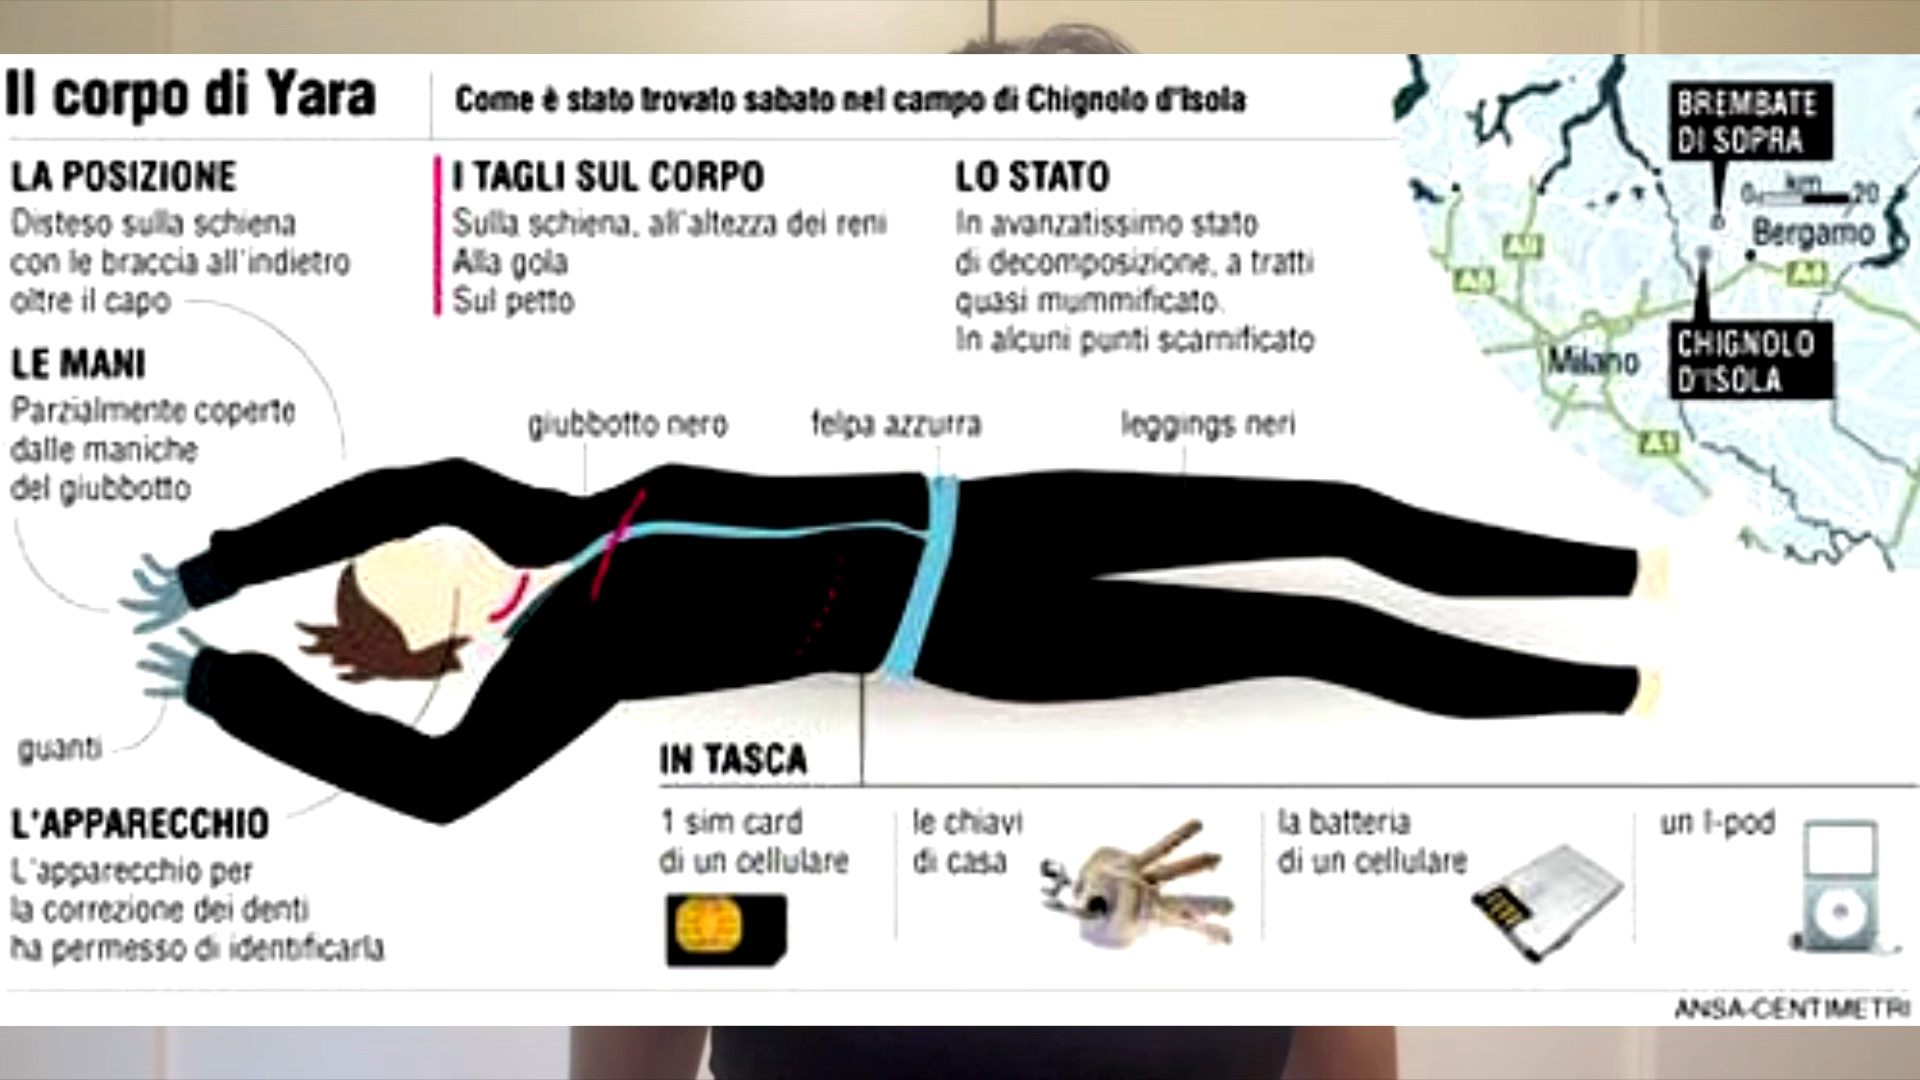 Il corpo di Yara
Come è stato trovato sabato nel campo di Chignolo d'Isola
LA POSIZIONE
Disteso sulla schiena
con le braccia all'indietro
oltre il capo
I TAGLI SUL CORPO
Sulla schiena, all'altezza dei reni
Alla gola
Sul petto
LO STATO
In avanzatissimo stato
di decomposizione, a tratti
quasi mummificato.
In alcuni punti scarnificato
BREMBATE
DI SOPRA
0 km 20
Bergamo
A9
A8
A4
Milano
CHIGNOLO
D'ISOLA
A1
LE MANI
Parzialmente coperte
dalle maniche
del giubbotto
giubbotto nero
felpa azzurra
leggings neri
guanti
L'APPARECCHIO
L'apparecchio per
la correzione dei denti
ha permesso di identificarla
IN TASCA
1 sim card
di un cellulare
le chiavi
di casa
la batteria
di un cellulare
un I-pod
ANSA-CENTIMETRI